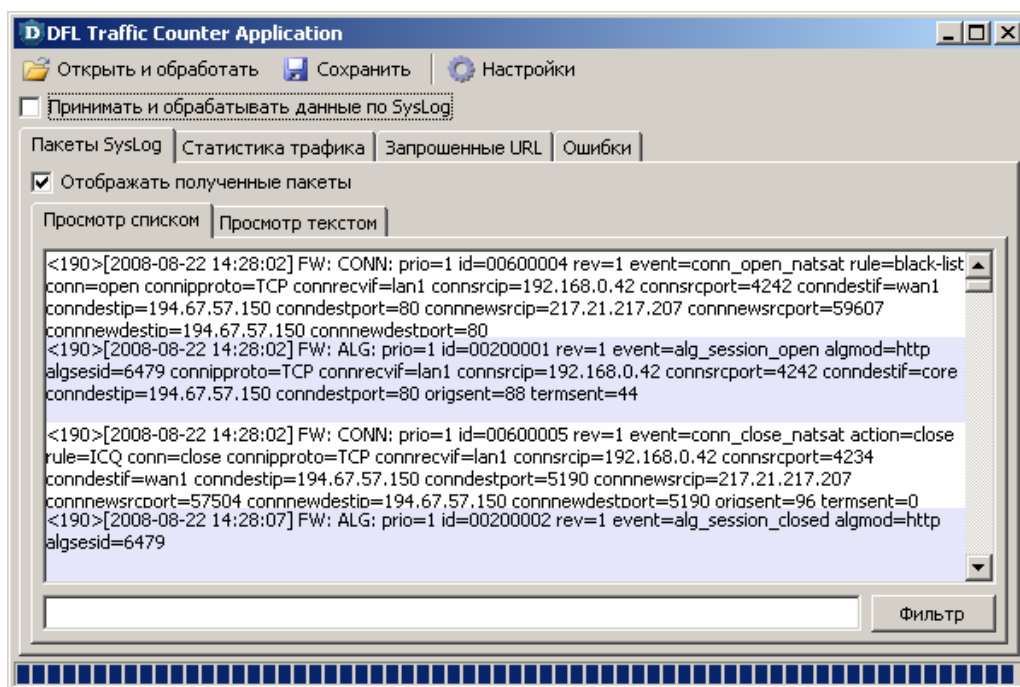 DFL Traffic Counter Application
Открыть и обработать Сохранить Настройки
Принимать и обрабатывать данные по SysLog
Пакеты SysLog Статистика трафика Запрошенные URL Ошибки
Отображать полученные пакеты
Просмотр списком Просмотр текстом
<190>[2008-08-22 14:28:02] FW: CONN: prio=1 id=00600004 rev=1 event=conn_open_natsat rule=black-list
conn=open connipproto=TCP connrecvif=lan1 connsrcip=192.168.0.42 connsrcport=4242 conndestif=wan1
conndestip=194.67.57.150 conndestport=80 connnewsrcip=217.21.217.207 connnewsrcport=59607
connnewdestip=194.67.57.150 connnewdestport=80
<190>[2008-08-22 14:28:02] FW: ALG: prio=1 id=00200001 rev=1 event=alg_session_open algmod=http
algsesid=6479 connipproto=TCP connrecvif=lan1 connsrcip=192.168.0.42 connsrcport=4242 conndestif=core
conndestip=194.67.57.150 conndestport=80 origsent=88 termsent=44
<190>[2008-08-22 14:28:02] FW: CONN: prio=1 id=00600005 rev=1 event=conn_close_natsat action=close
rule=ICQ conn=close connipproto=TCP connrecvif=lan1 connsrcip=192.168.0.42 connsrcport=4234
conndestif=wan1 conndestip=194.67.57.150 conndestport=5190 connnewsrcip=217.21.217.207
connnewsrcport=57504 connnewdestip=194.67.57.150 connnewdestport=5190 origsent=96 termsent=0
<190>[2008-08-22 14:28:07] FW: ALG: prio=1 id=00200002 rev=1 event=alg_session_closed algmod=http
algsesid=6479
Фильтр